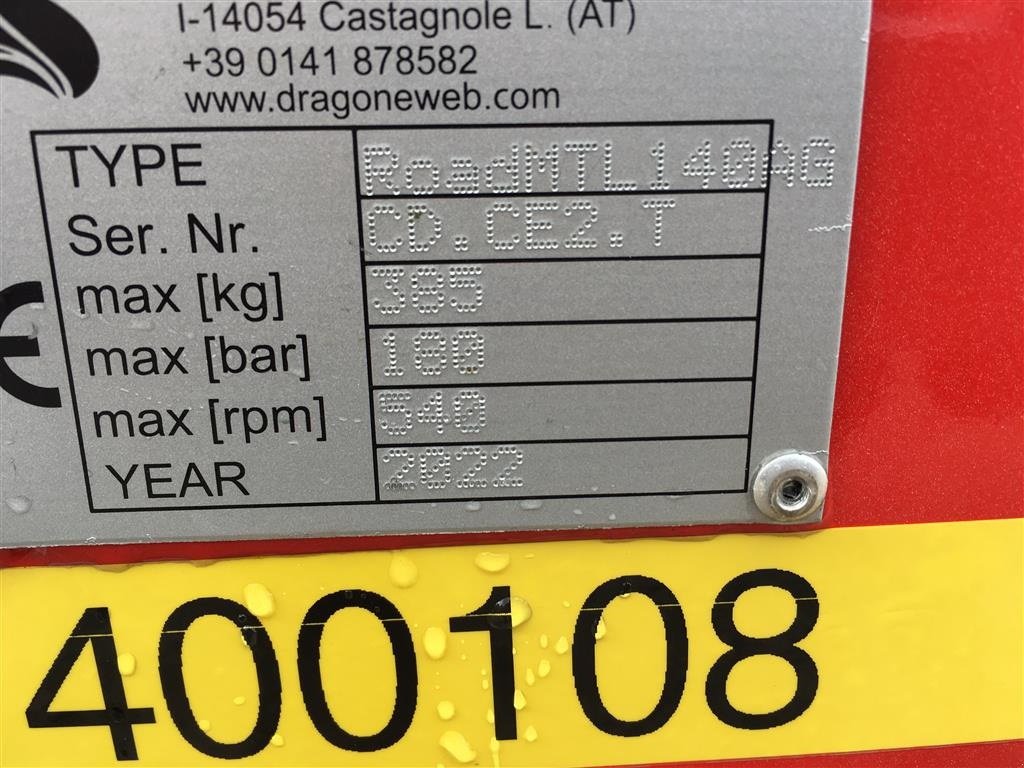 I-14054 Castagnole L. (AT)
+39 0141 878582
www.dragoneweb.com
TYPE RoadMTL140AG
Ser. Nr. CD.CE2.T
max [kg] 385
max [bar] 180
max [rpm] 540
YEAR 2022
CE
400108